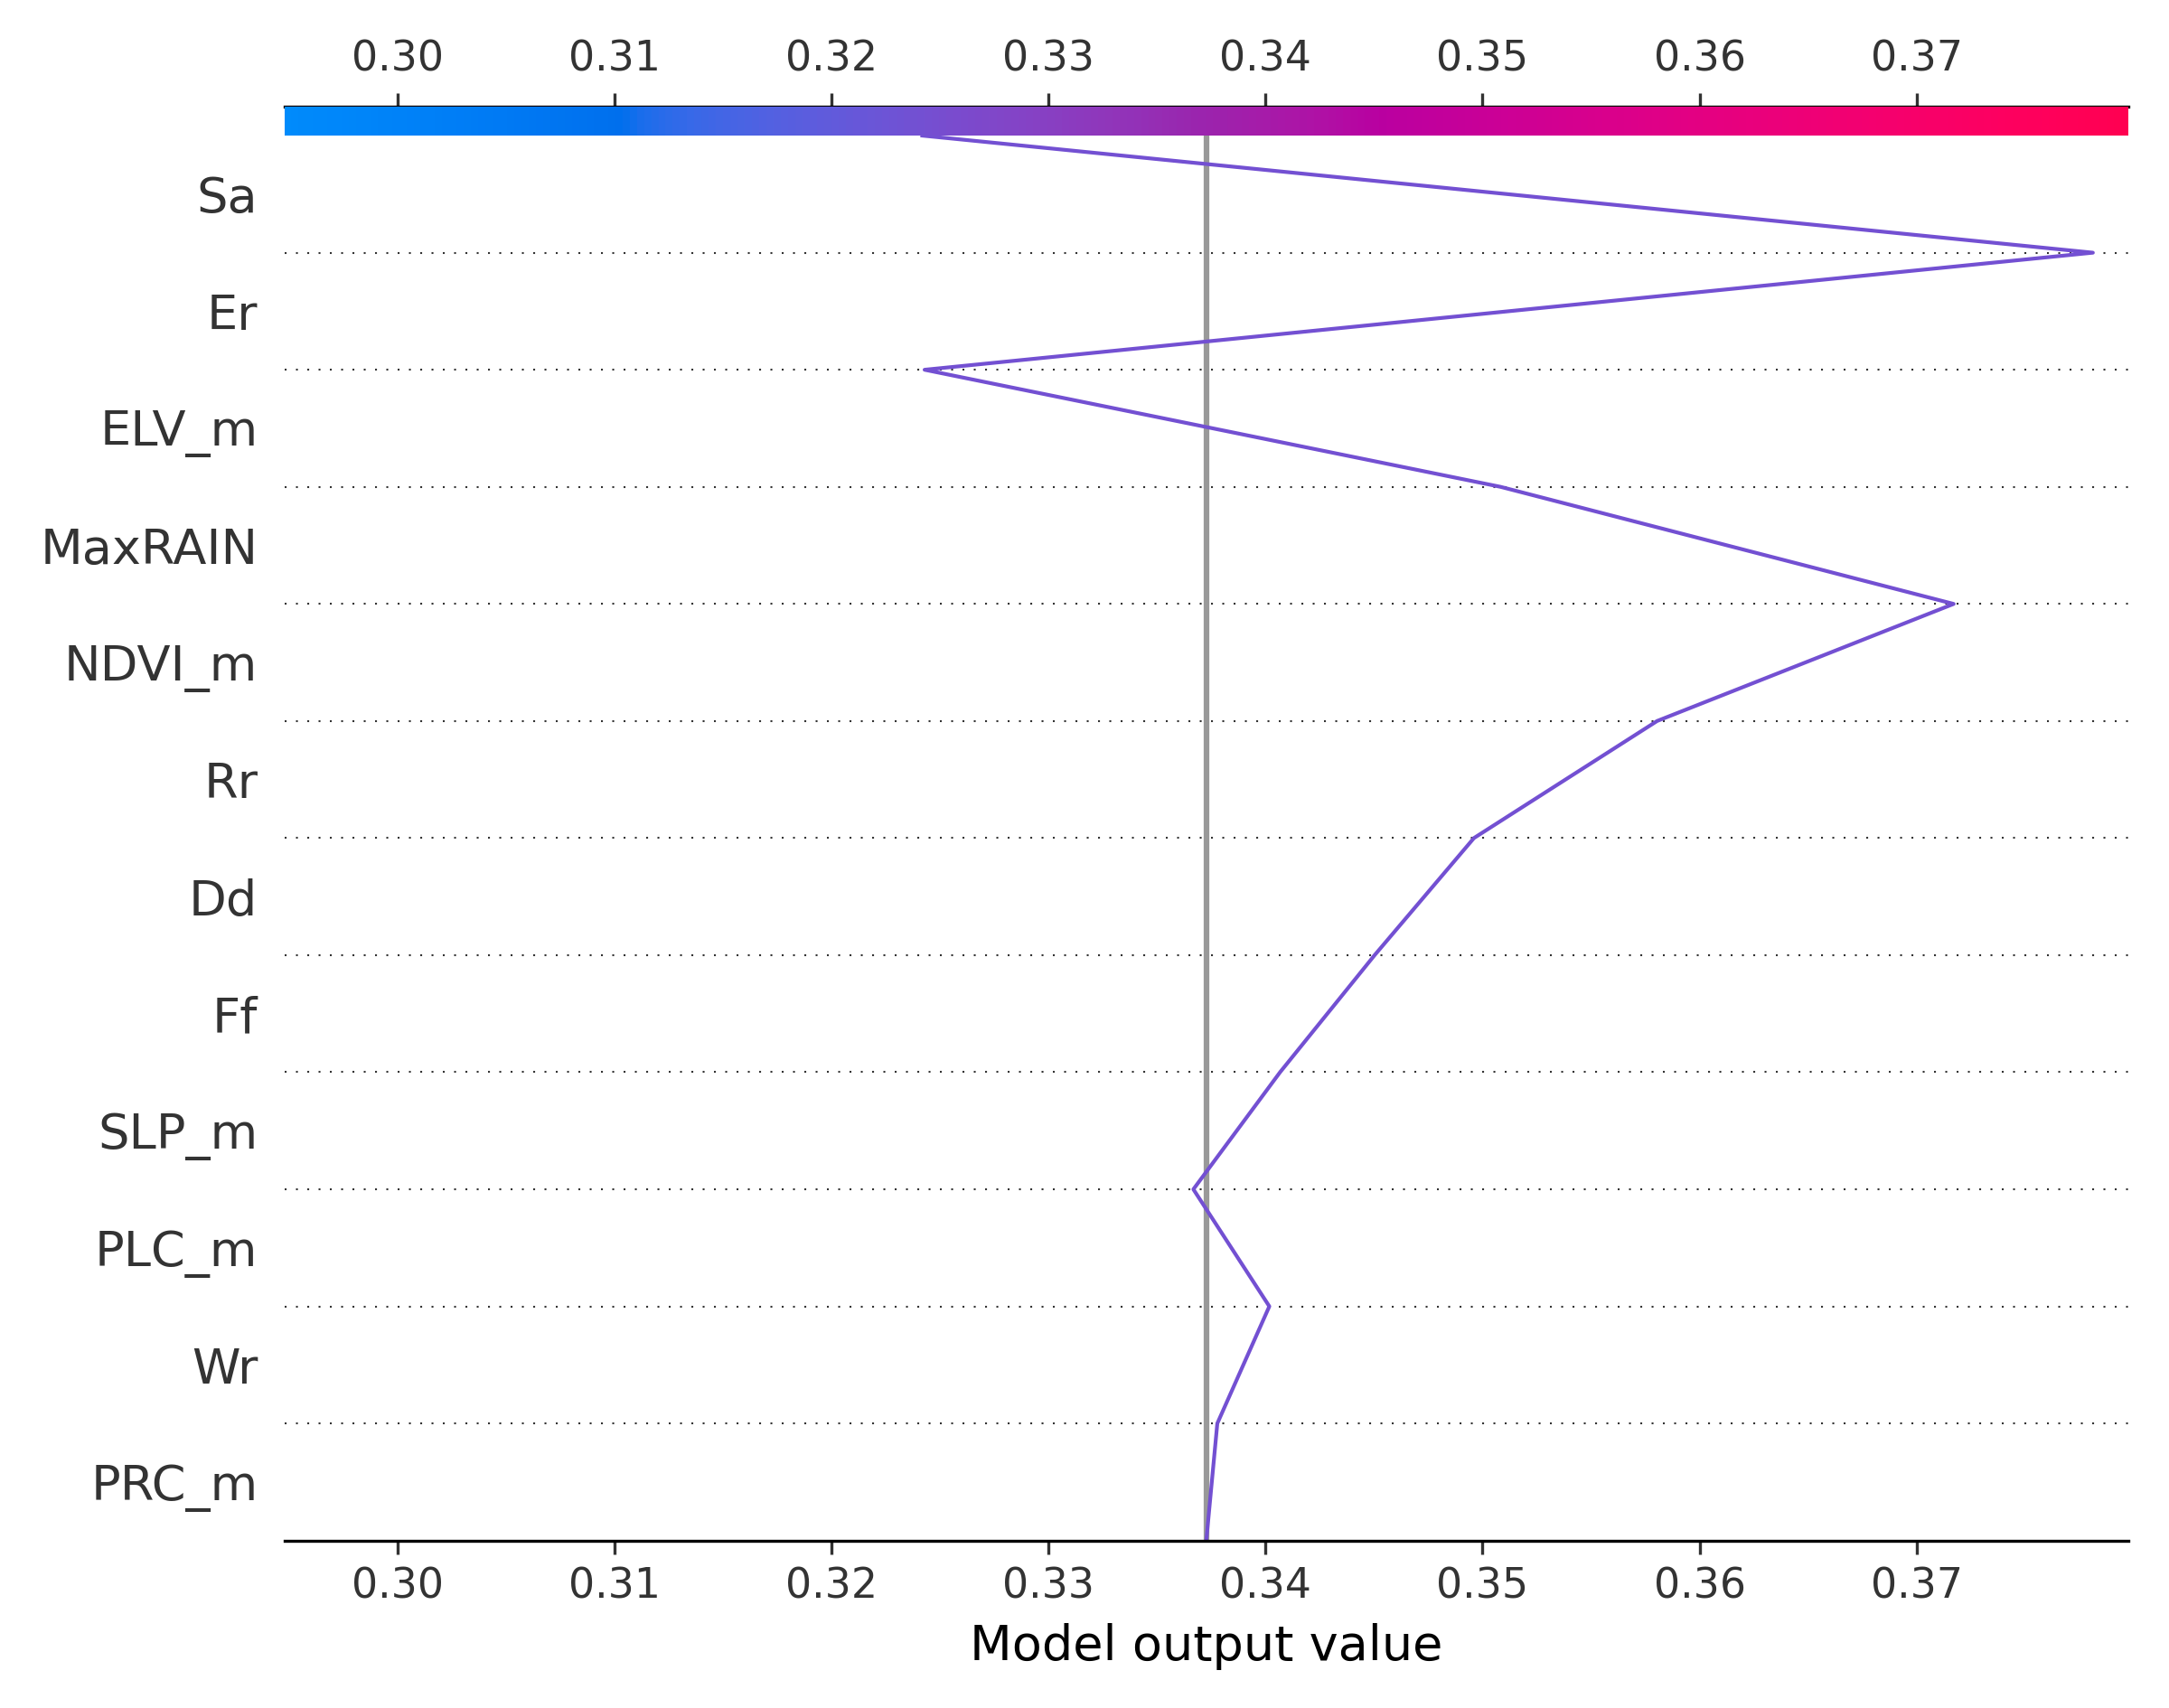 0.30 0.31 0.32 0.33 0.34 0.35 0.36 0.37
Sa
Er
ELV_m
MaxRAIN
NDVI_m
Rr
Dd
Ff
SLP_m
PLC_m
Wr
PRC_m
0.30 0.31 0.32 0.33 0.34 0.35 0.36 0.37
Model output value